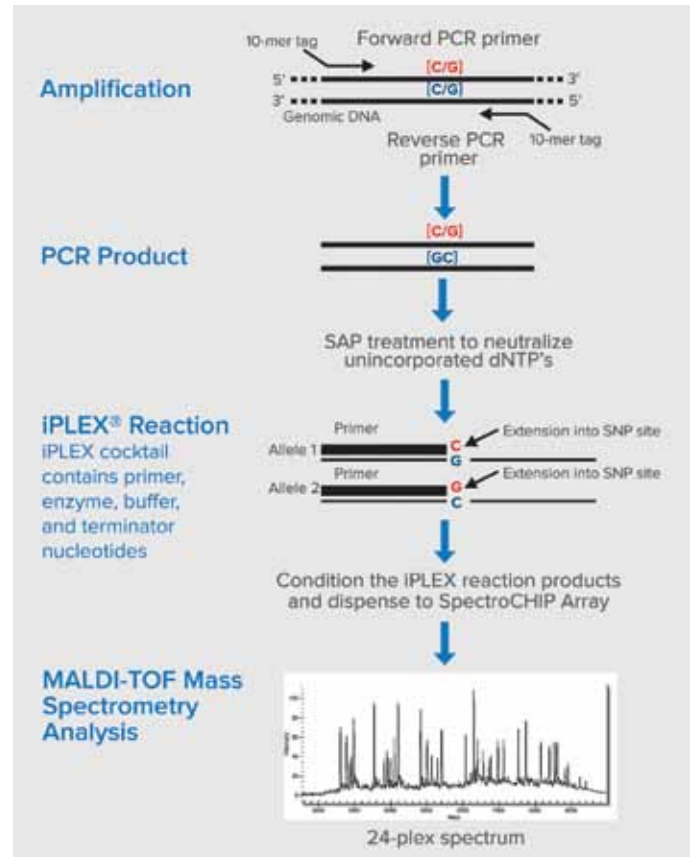 Amplification
10-mer tag
Forward PCR primer
[C/G]
5' 3'
[C/G]
3' 5'
Genomic DNA
10-mer tag
Reverse PCR
primer
PCR Product
[C/G]
[GC]
SAP treatment to neutralize
unincorporated dNTP's
iPLEX® Reaction
iPLEX cocktail
contains primer,
enzyme, buffer,
and terminator
nucleotides
Primer
C
Extension into SNP site
Allele 1
G
Primer
G
Extension into SNP site
Allele 2
C
Condition the iPLEX reaction products
and dispense to SpectroCHIP Array
MALDI-TOF Mass
Spectrometry
Analysis
24-plex spectrum